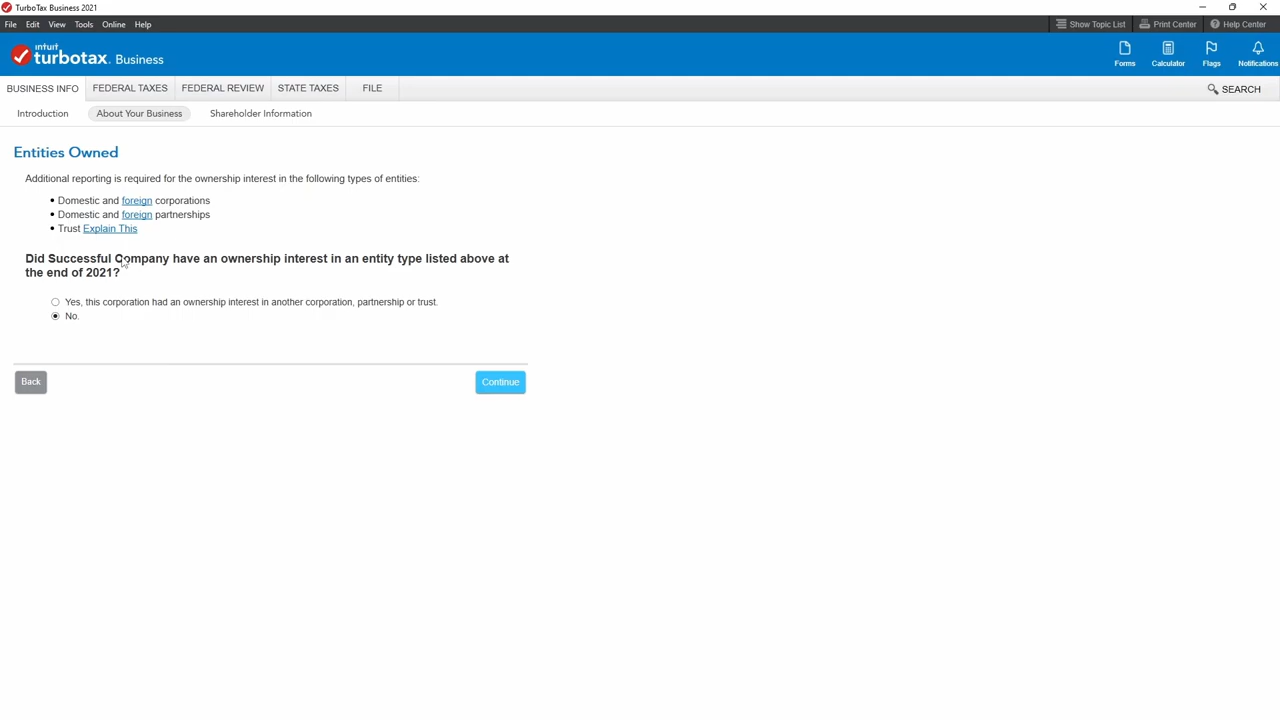 TurboTax Business 2021
File Edit View Tools Online Help
Show Topic List Print Center Help Center
intuit
turbotax. Business
Forms Calculator Flags Notifications
BUSINESS INFO FEDERAL TAXES FEDERAL REVIEW STATE TAXES FILE
SEARCH
Introduction About Your Business Shareholder Information
Entities Owned
Additional reporting is required for the ownership interest in the following types of entities:
• Domestic and foreign corporations
• Domestic and foreign partnerships
• Trust Explain This
Did Successful Company have an ownership interest in an entity type listed above at
the end of 2021?
Yes, this corporation had an ownership interest in another corporation, partnership or trust.
No.
Back Continue